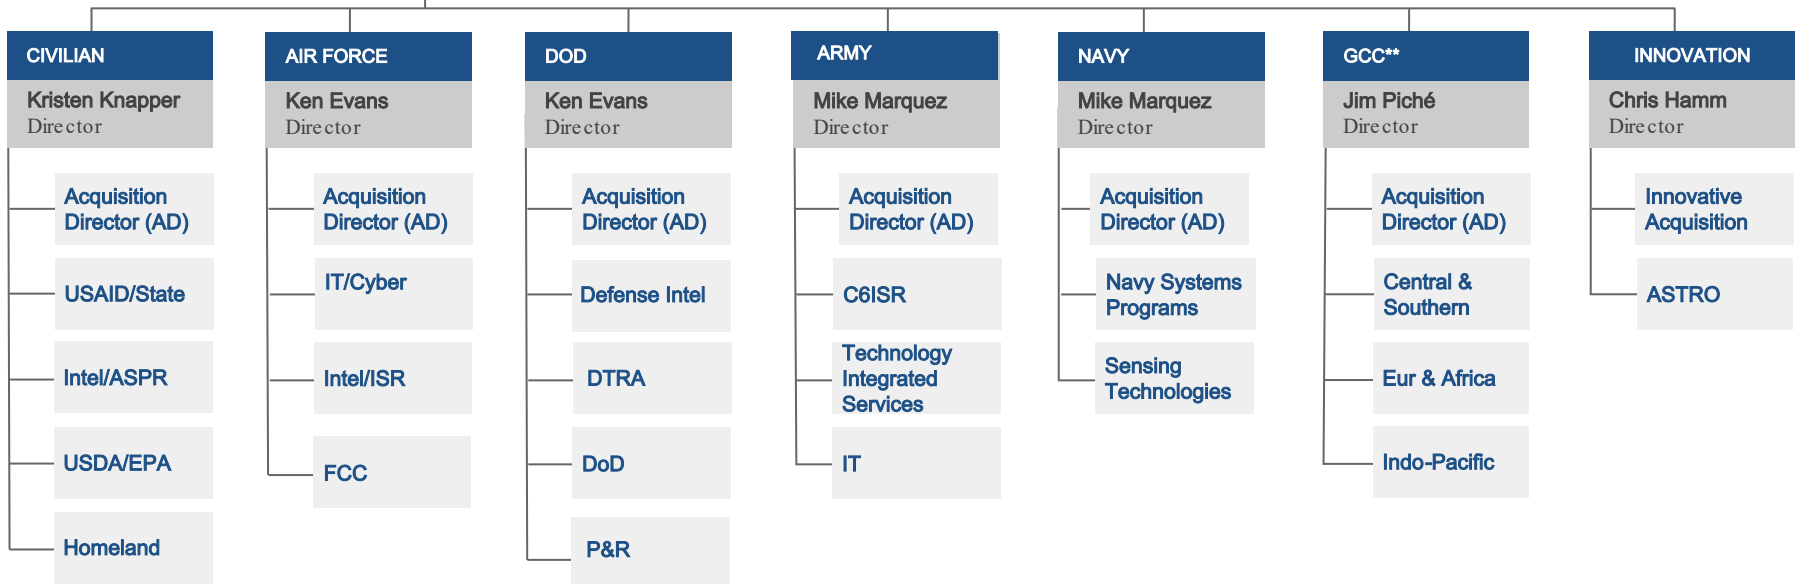 CIVILIAN
Kristen Knapper
Director
Acquisition
Director (AD)
USAID/State
Intel/ASPR
USDA/EPA
Homeland
AIR FORCE
Ken Evans
Director
Acquisition
Director (AD)
IT/Cyber
Intel/ISR
FCC
DOD
Ken Evans
Director
Acquisition
Director (AD)
Defense Intel
DTRA
DoD
P&R
ARMY
Mike Marquez
Director
Acquisition
Director (AD)
C6ISR
Technology
Integrated
Services
IT
NAVY
Mike Marquez
Director
Acquisition
Director (AD)
Navy Systems
Programs
Sensing
Technologies
GCC**
Jim Piché
Director
Acquisition
Director (AD)
Central &
Southern
Eur & Africa
Indo-Pacific
INNOVATION
Chris Hamm
Director
Innovative
Acquisition
ASTRO